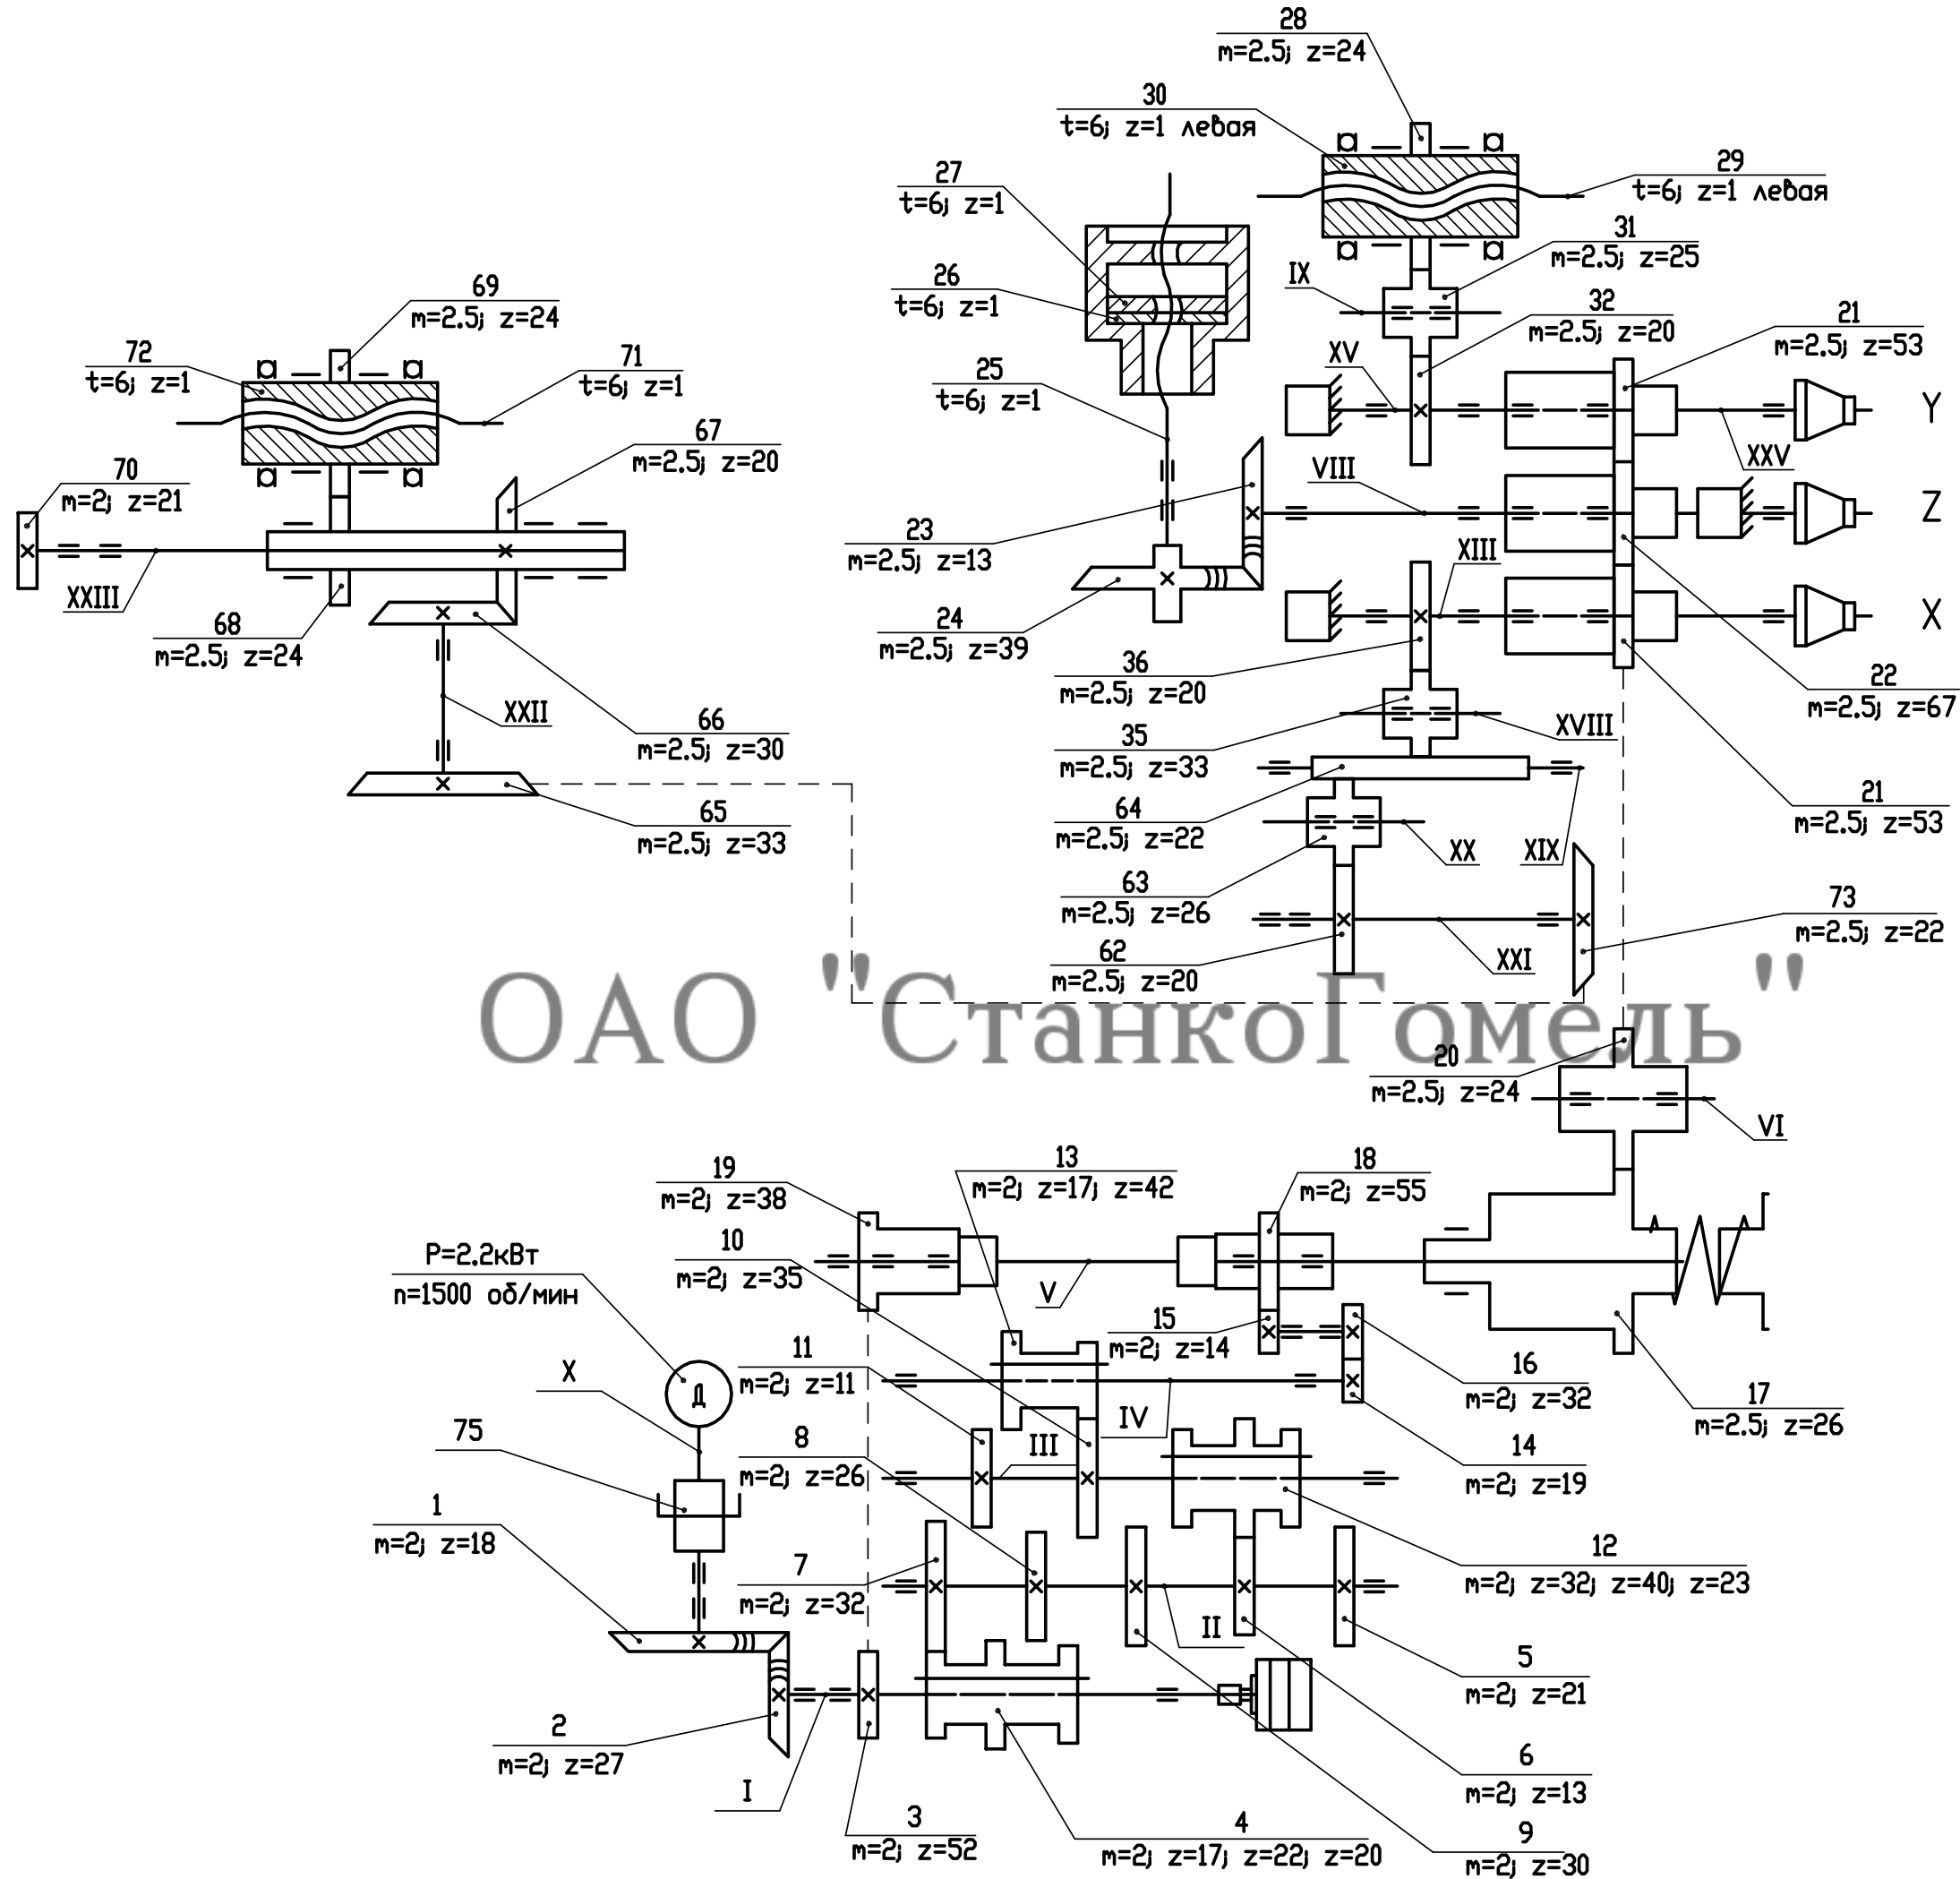 28
m=2.5; z=24
30
t=6; z=1 левая
29
t=6; z=1 левая
27
t=6; z=1
31
m=2.5; z=25
26
t=6; z=1
IX
32
m=2.5; z=20
69
m=2.5; z=24
21
m=2.5; z=53
72
t=6; z=1
71
t=6; z=1
25
t=6; z=1
XV
Y
67
m=2.5; z=20
70
m=2; z=21
VIII
XXV
Z
23
m=2.5; z=13
XIII
XXIII
X
68
m=2.5; z=24
24
m=2.5; z=39
36
m=2.5; z=20
22
m=2.5; z=67
XXII
66
m=2.5; z=30
35
m=2.5; z=33
XVIII
65
m=2.5; z=33
64
m=2.5; z=22
21
m=2.5; z=53
XX
XIX
63
m=2.5; z=26
73
m=2.5; z=22
62
m=2.5; z=20
XXI
ОАО "СтанкоГомель"
20
m=2.5; z=24
VI
19
m=2; z=38
13
m=2; z=17; z=42
18
m=2; z=55
10
m=2; z=35
P=2.2кВт
n=1500 об/мин
V
15
m=2; z=14
11
m=2; z=11
X
Д
16
m=2; z=32
17
m=2.5; z=26
IV
75
8
m=2; z=26
III
14
m=2; z=19
1
m=2; z=18
7
m=2; z=32
12
m=2; z=32; z=40; z=23
II
5
m=2; z=21
2
m=2; z=27
6
m=2; z=13
I
3
m=2; z=52
4
m=2; z=17; z=22; z=20
9
m=2; z=30